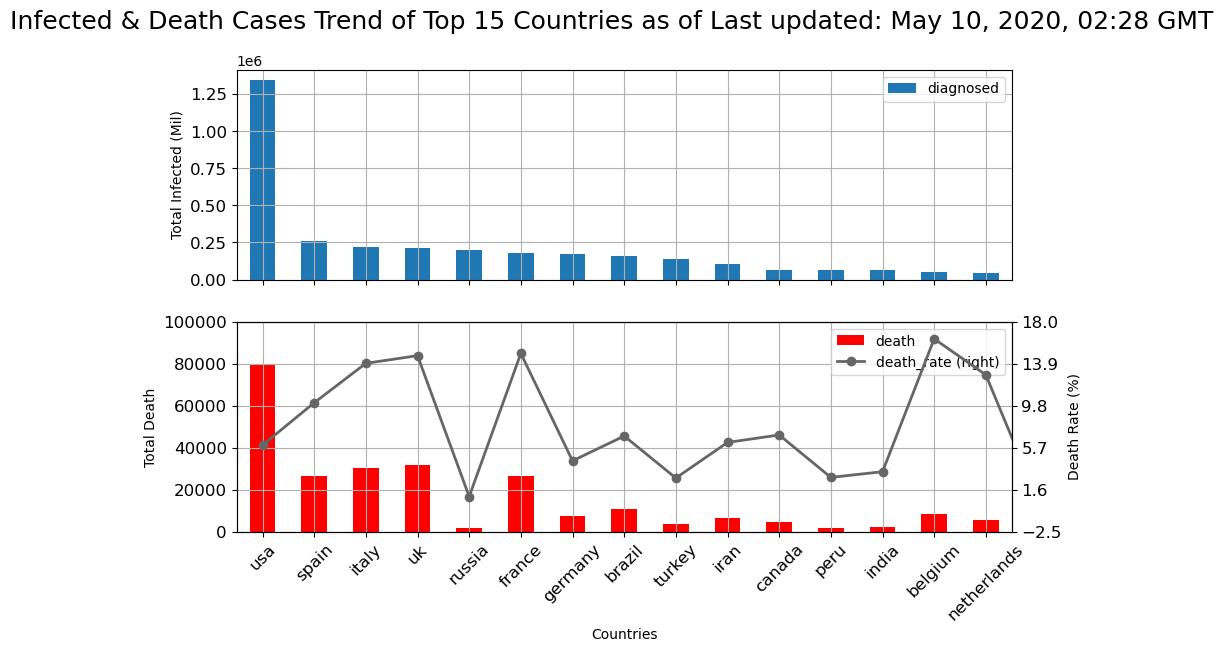 Infected & Death Cases Trend of Top 15 Countries as of Last updated: May 10, 2020, 02:28 GMT
1e6
1.25
1.00
0.75
0.50
0.25
0.00
Total Infected (Mil)
diagnosed
100000
80000
60000
40000
20000
0
Total Death
death
death_rate (right)
18.0
13.9
9.8
5.7
1.6
−2.5
Death Rate (%)
usa
spain
italy
uk
russia
france
germany
brazil
turkey
iran
canada
peru
india
belgium
netherlands
Countries